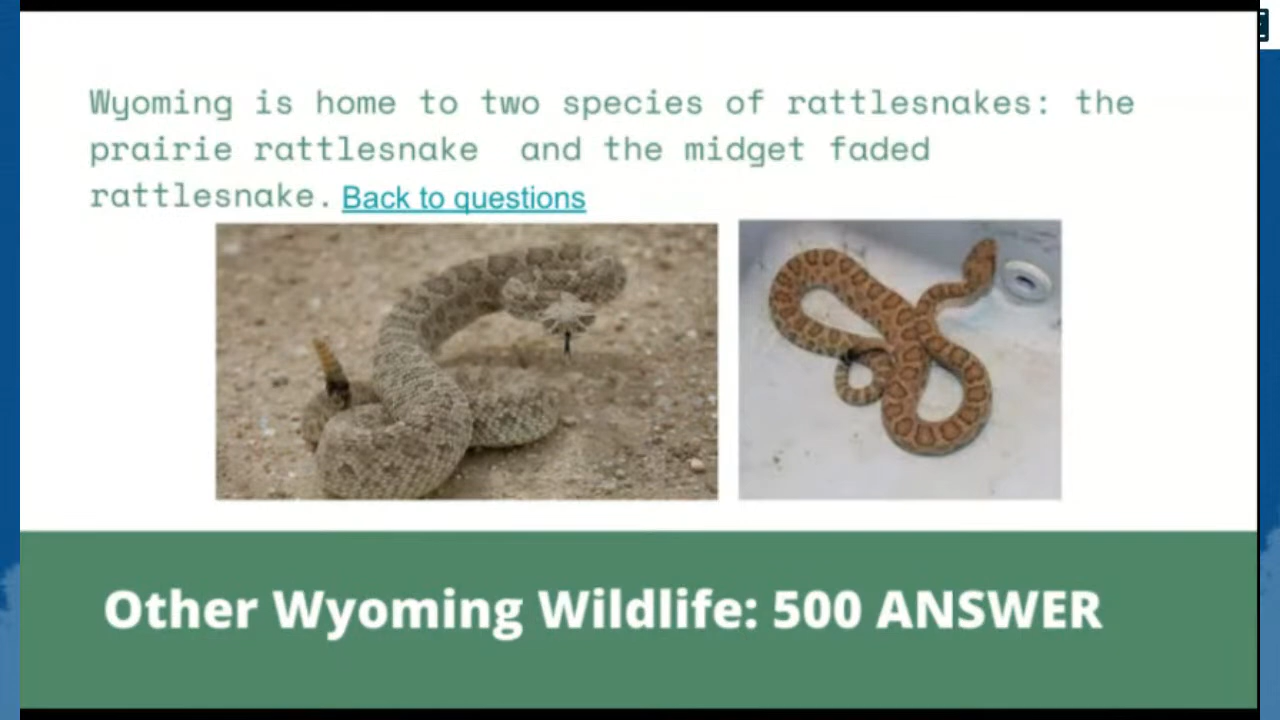 Wyoming is home to two species of rattlesnakes: the
prairie rattlesnake and the midget faded
rattlesnake. Back to questions
Other Wyoming Wildlife: 500 ANSWER